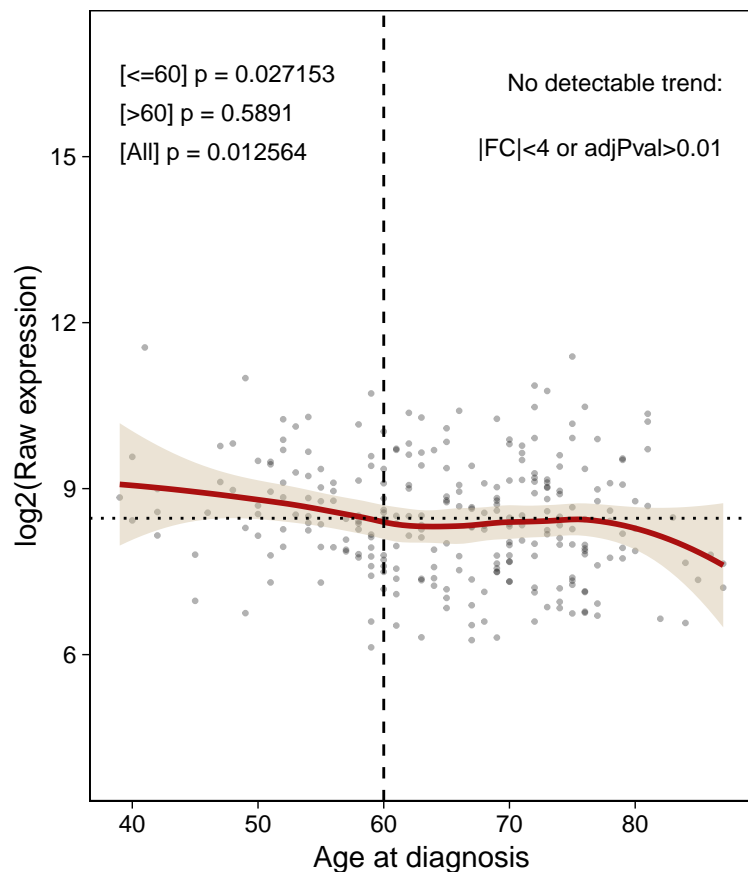 [<=60] p = 0.027153
[>60] p = 0.5891
[All] p = 0.012564
No detectable trend:
|FC|<4 or adjPval>0.01
log2(Raw expression)
15
12
9
6
40
50
60
70
80
Age at diagnosis